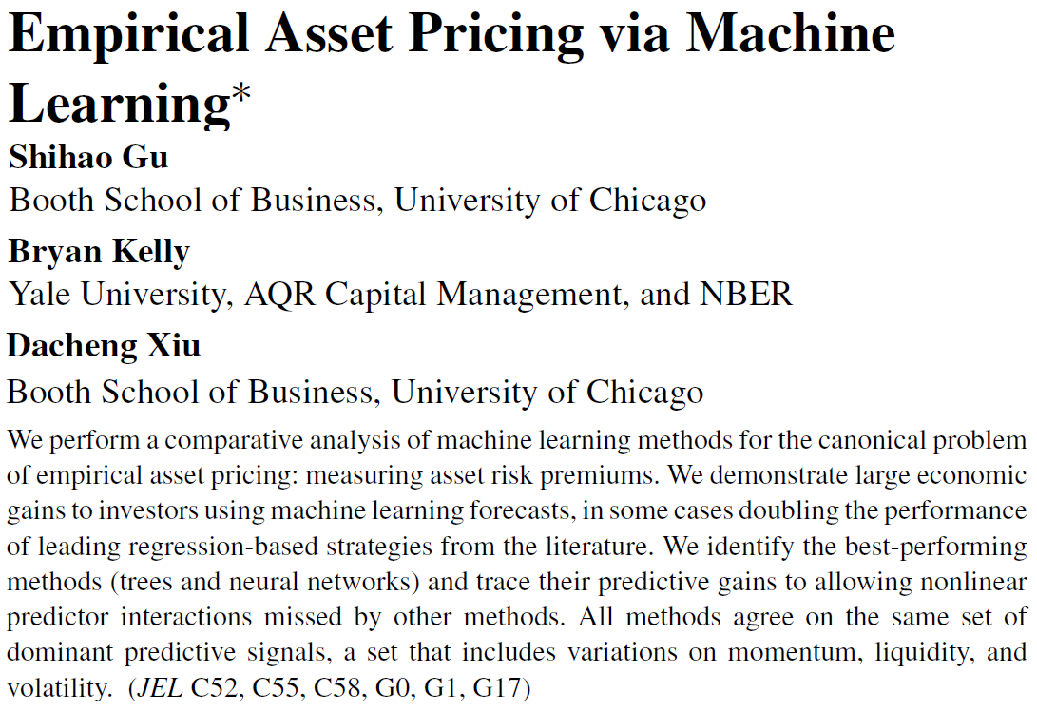 Empirical Asset Pricing via Machine
Learning*
Shihao Gu
Booth School of Business, University of Chicago
Bryan Kelly
Yale University, AQR Capital Management, and NBER
Dacheng Xiu
Booth School of Business, University of Chicago
We perform a comparative analysis of machine learning methods for the canonical problem
of empirical asset pricing: measuring asset risk premiums. We demonstrate large economic
gains to investors using machine learning forecasts, in some cases doubling the performance
of leading regression-based strategies from the literature. We identify the best-performing
methods (trees and neural networks) and trace their predictive gains to allowing nonlinear
predictor interactions missed by other methods. All methods agree on the same set of
dominant predictive signals, a set that includes variations on momentum, liquidity, and
volatility. (JEL C52, C55, C58, G0, G1, G17)